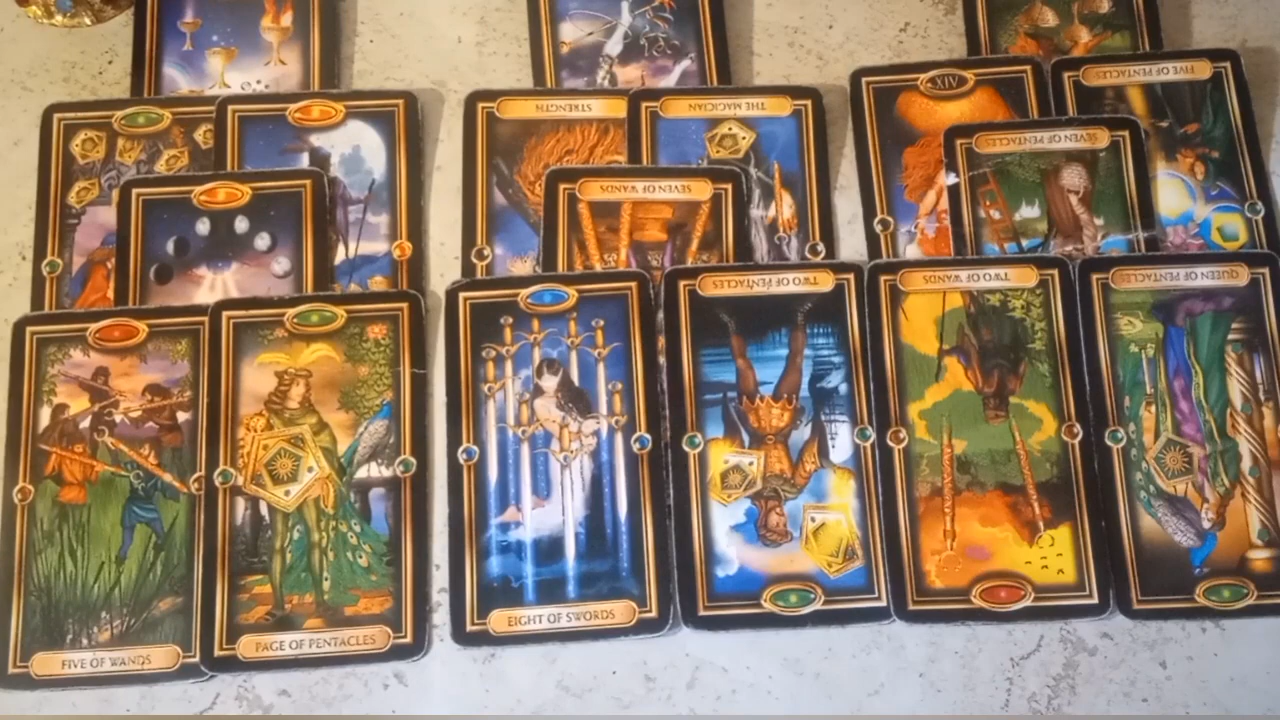 STRENGTH
THE MAGICIAN
XIV
FIVE OF PENTACLES
SEVEN OF WANDS
SEVEN OF PENTACLES
TWO OF PENTACLES
TWO OF WANDS
QUEEN OF PENTACLES
EIGHT OF SWORDS
FIVE OF WANDS
PAGE OF PENTACLES